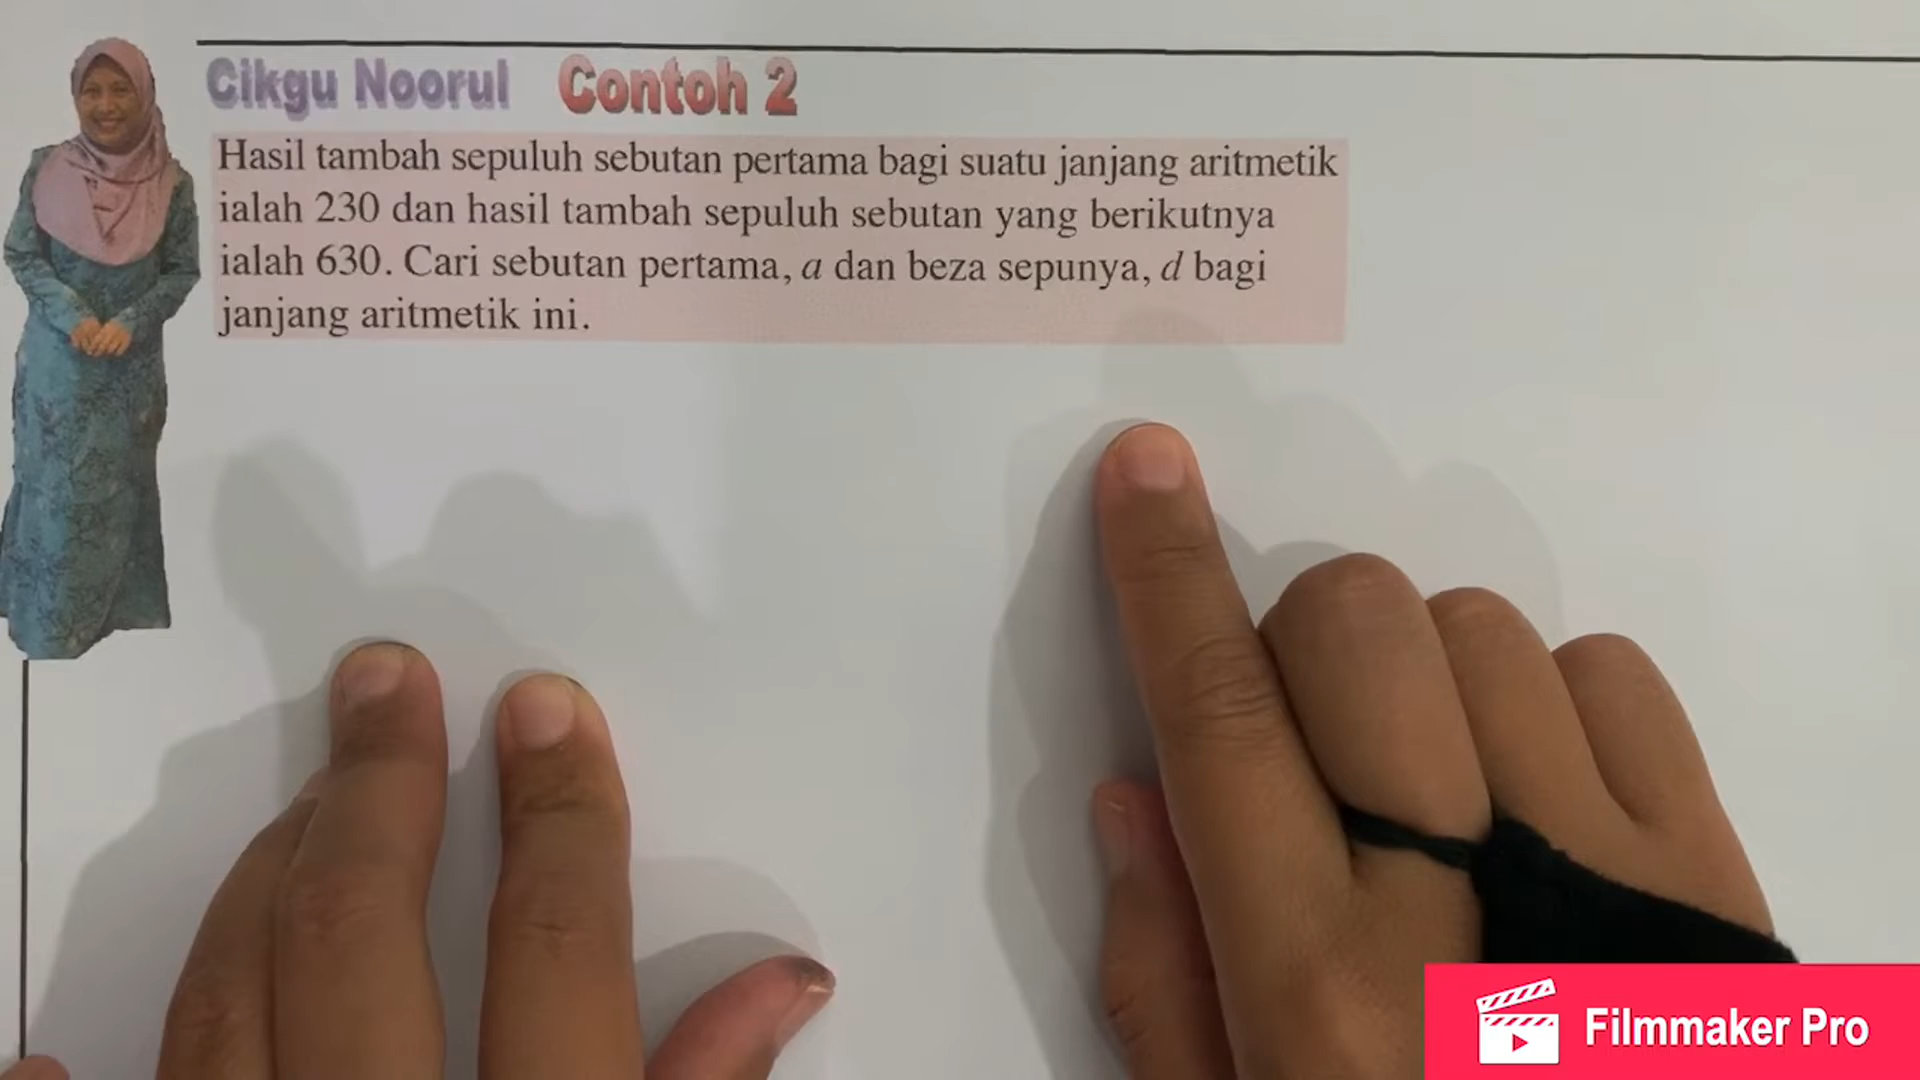 Cikgu Noorul Contoh 2
Hasil tambah sepuluh sebutan pertama bagi suatu janjang aritmetik
ialah 230 dan hasil tambah sepuluh sebutan yang berikutnya
ialah 630. Cari sebutan pertama, a dan beza sepunya, d bagi
janjang aritmetik ini.
Filmmaker Pro